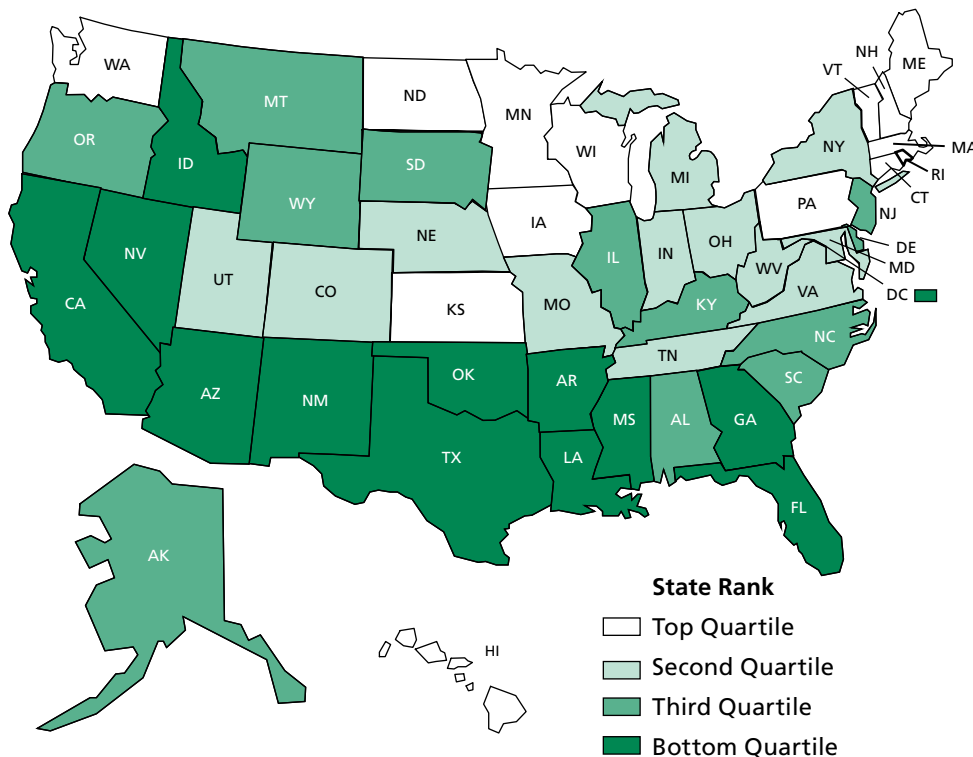 WA
MT
ND
MN
VT
NH
ME
OR
ID
SD
WI
MI
NY
MA
RI
CT
WY
IA
PA
NJ
NE
IL
IN
OH
DE
MD
NV
UT
CO
WV
VA
DC
CA
KS
MO
KY
NC
TN
AZ
NM
OK
AR
SC
TX
LA
MS
AL
GA
FL
AK
HI
State Rank
Top Quartile
Second Quartile
Third Quartile
Bottom Quartile